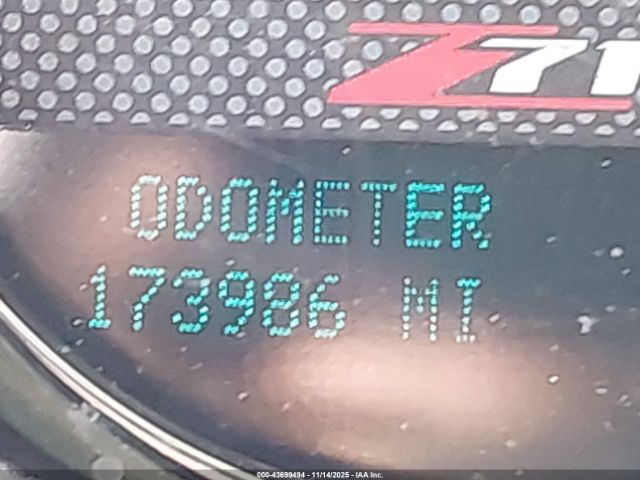 Z71
ODOMETER
173986 MI
000-43699494 - 11/14/2025 - IAA Inc.